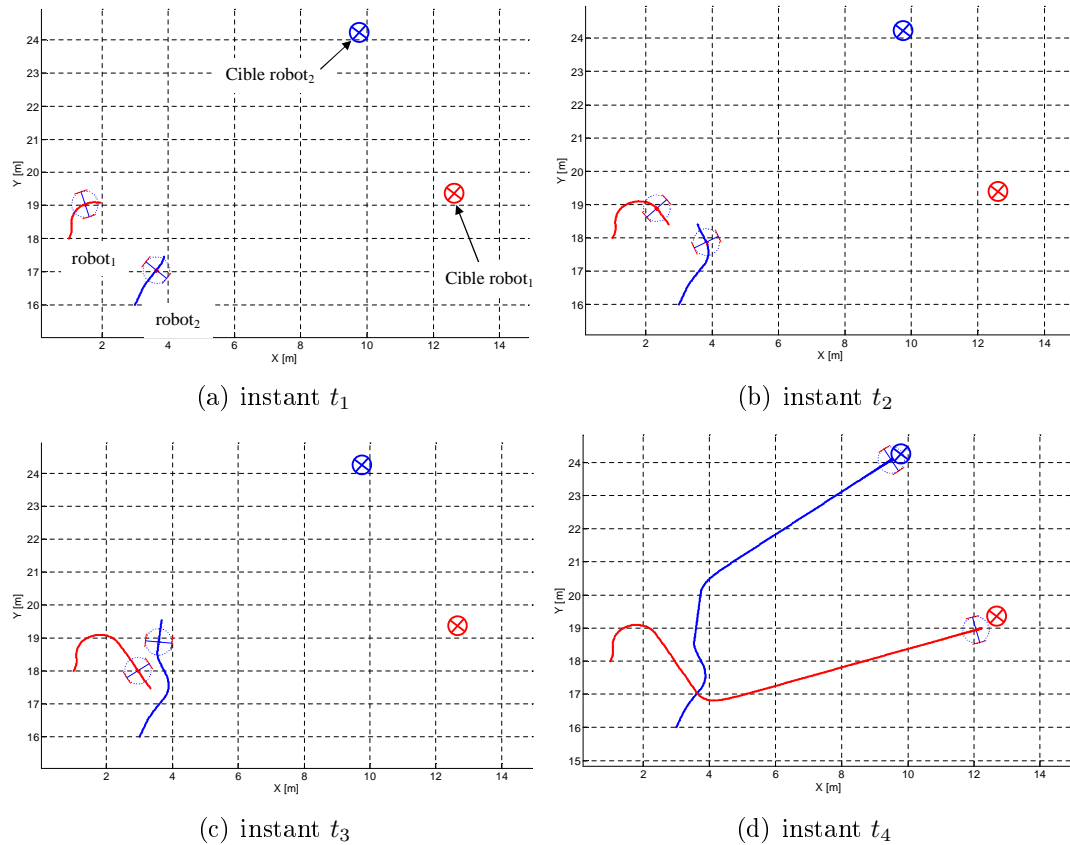 24
23
22
21
20
19
18
17
16
Y [m]
Cible robot₂
robot₁
Cible robot₁
robot₂
2 4 6 8 10 12 14
X [m]
(a) instant t₁
24
23
22
21
20
19
18
17
16
Y [m]
2 4 6 8 10 12 14
X [m]
(b) instant t₂
24
23
22
21
20
19
18
17
16
15
Y [m]
2 4 6 8 10 12 14
X [m]
(c) instant t₃
24
23
22
21
20
19
18
17
16
15
Y [m]
2 4 6 8 10 12 14
X [m]
(d) instant t₄